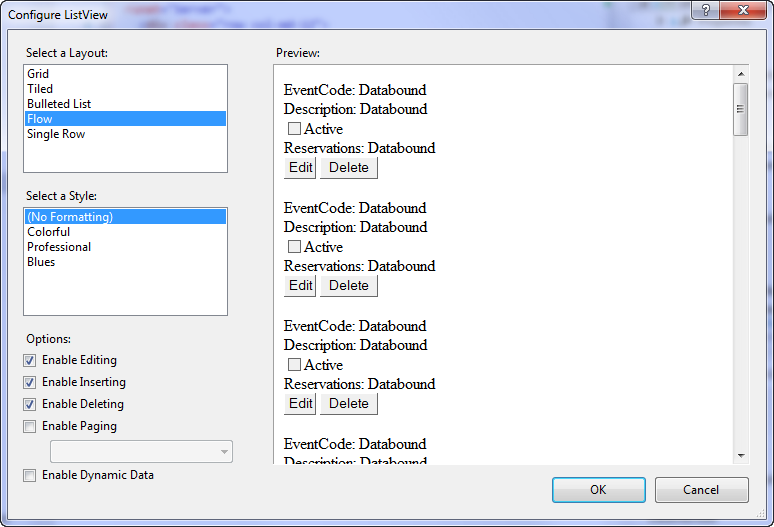 Configure ListView
Select a Layout:
Grid
Tiled
Bulleted List
Flow
Single Row
Select a Style:
(No Formatting)
Colorful
Professional
Blues
Options:
Enable Editing
Enable Inserting
Enable Deleting
Enable Paging
Enable Dynamic Data
Preview:
EventCode: Databound
Description: Databound
Active
Reservations: Databound
Edit Delete
EventCode: Databound
Description: Databound
Active
Reservations: Databound
Edit Delete
EventCode: Databound
Description: Databound
Active
Reservations: Databound
Edit Delete
EventCode: Databound
Description: Databound
OK Cancel